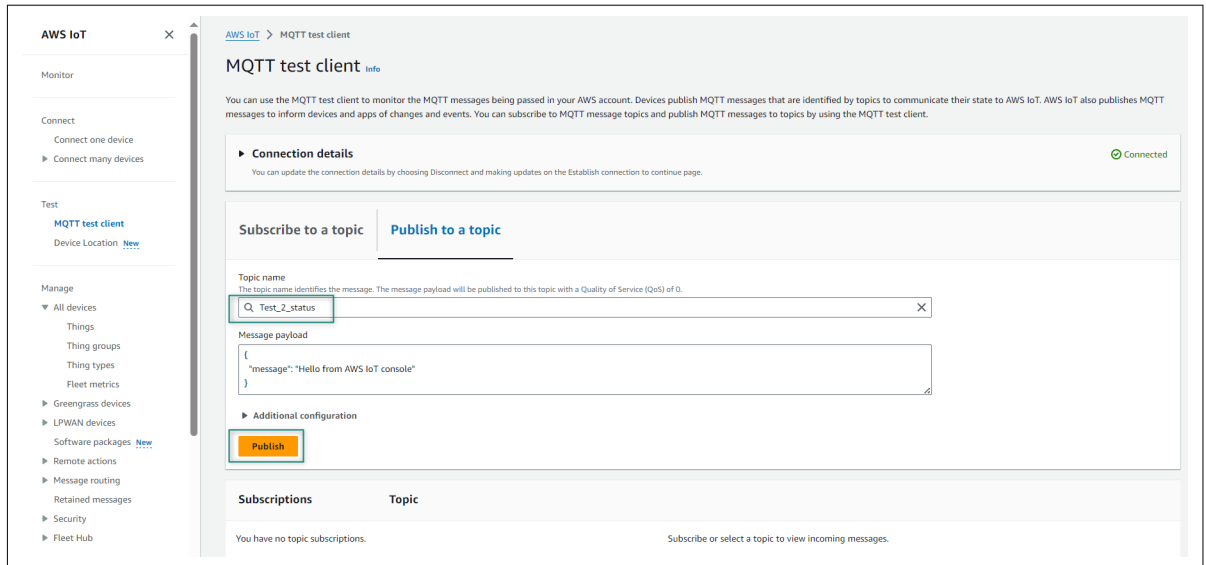 AWS IoT
Monitor
Connect
Connect one device
Connect many devices
Test
MQTT test client
Device Location New
Manage
All devices
Things
Thing groups
Thing types
Fleet metrics
Greengrass devices
LPWAN devices
Software packages New
Remote actions
Message routing
Retained messages
Security
Fleet Hub
AWS IoT > MQTT test client
MQTT test client Info
You can use the MQTT test client to monitor the MQTT messages being passed in your AWS account. Devices publish MQTT messages that are identified by topics to communicate their state to AWS IoT. AWS IoT also publishes MQTT
messages to inform devices and apps of changes and events. You can subscribe to MQTT message topics and publish MQTT messages to topics by using the MQTT test client.
Connection details
Connected
You can update the connection details by choosing Disconnect and making updates on the Establish connection to continue page.
Subscribe to a topic
Publish to a topic
Topic name
The topic name identifies the message. The message payload will be published to this topic with a Quality of Service (QoS) of 0.
Test_2_status
Message payload
{
"message": "Hello from AWS IoT console"
}
Additional configuration
Publish
Subscriptions
Topic
You have no topic subscriptions.
Subscribe or select a topic to view incoming messages.